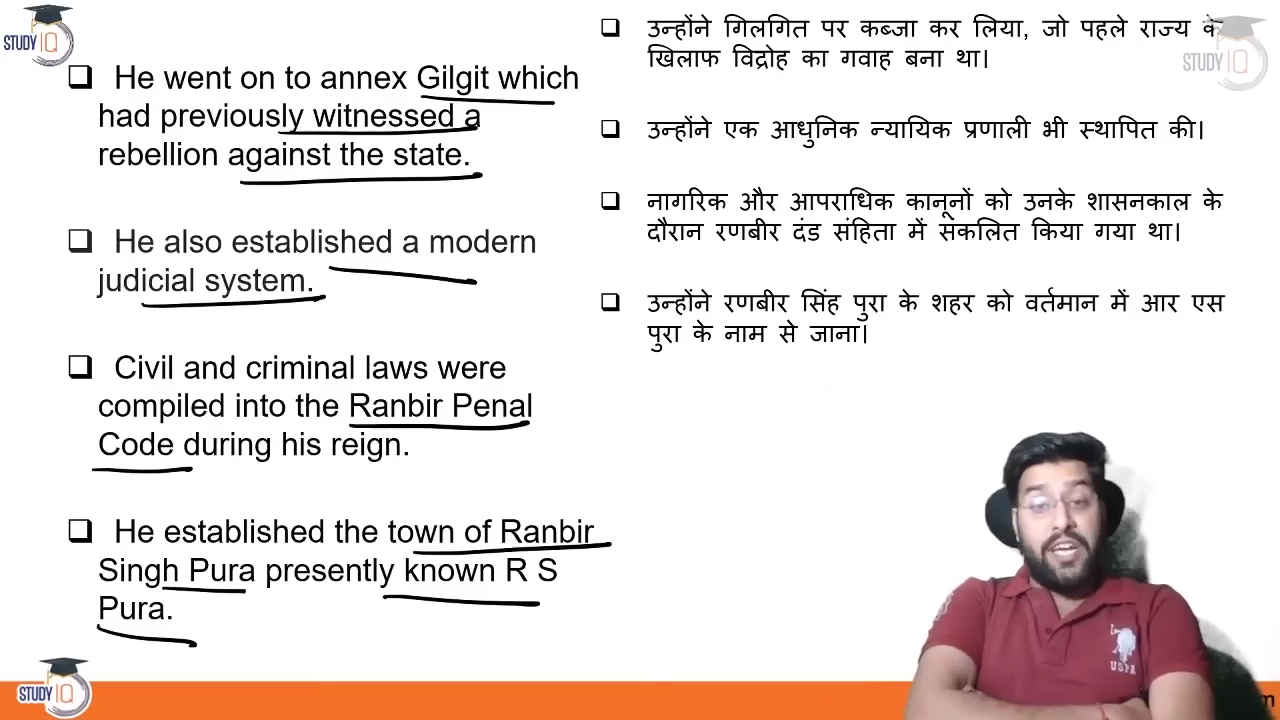 STUDY IQ
❑ He went on to annex Gilgit which
had previously witnessed a
rebellion against the state.
❑ He also established a modern
judicial system.
❑ Civil and criminal laws were
compiled into the Ranbir Penal
Code during his reign.
❑ He established the town of Ranbir
Singh Pura presently known R S
Pura.
❑ उन्होंने गिलगित पर कब्जा कर लिया, जो पहले राज्य के
खिलाफ विद्रोह का गवाह बना था।
❑ उन्होंने एक आधुनिक न्यायिक प्रणाली भी स्थापित की।
❑ नागरिक और आपराधिक कानूनों को उनके शासनकाल के
दौरान रणबीर दंड संहिता में संकलित किया गया था।
❑ उन्होंने रणबीर सिंह पुरा के शहर को वर्तमान में आर एस
पुरा के नाम से जाना।
STUDY IQ
USPA
STUDY IQ